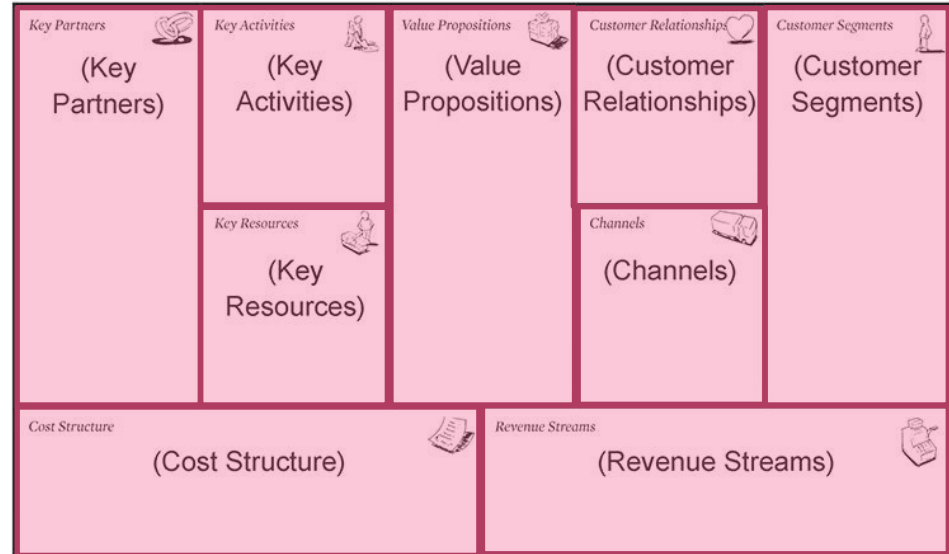 Key Partners
(Key
Partners)
Key Activities
(Key
Activities)
Key Resources
(Key
Resources)
Value Propositions
(Value
Propositions)
Customer Relationships
(Customer
Relationships)
Channels
(Channels)
Customer Segments
(Customer
Segments)
Cost Structure
(Cost Structure)
Revenue Streams
(Revenue Streams)